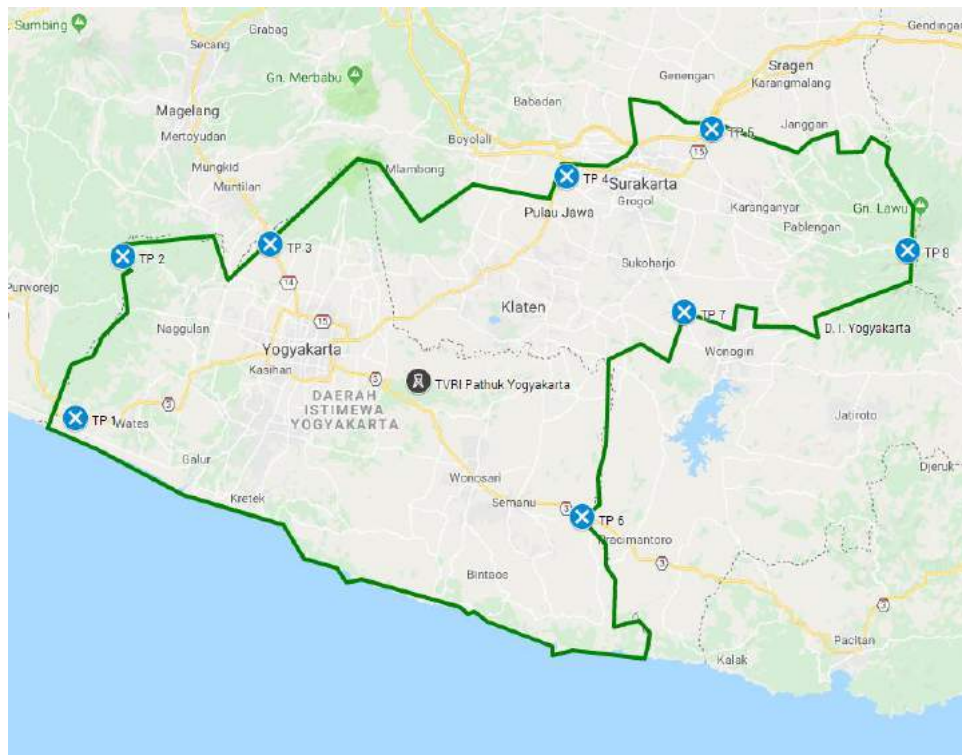 Sumbing
Grabag
Gendingan
Secang
Gn. Merbabu
Genengan
Sragen
Karangmalang
Magelang
Babadan
Mertoyudan
Boyolali
TP 5
Janggan
15
Mungkid
Mlambong
Muntilan
TP 4
Surakarta
Grogol
Karanganyar
Gn. Lawu
Pulau Jawa
Pablengan
TP 3
TP 2
TP 8
Sukoharjo
Purworejo
14
Klaten
TP 7
Naggulan
15
D. I. Yogyakarta
Yogyakarta
Wonogiri
Kasihan
3
TVRI Pathuk Yogyakarta
DAERAH
ISTIMEWA
YOGYAKARTA
3
TP 1
Wates
Jatiroto
Galur
Djeruk
Kretek
Wonosari
Semanu
3
TP 6
Pracimantoro
3
Bintaos
3
Pacitan
Kalak